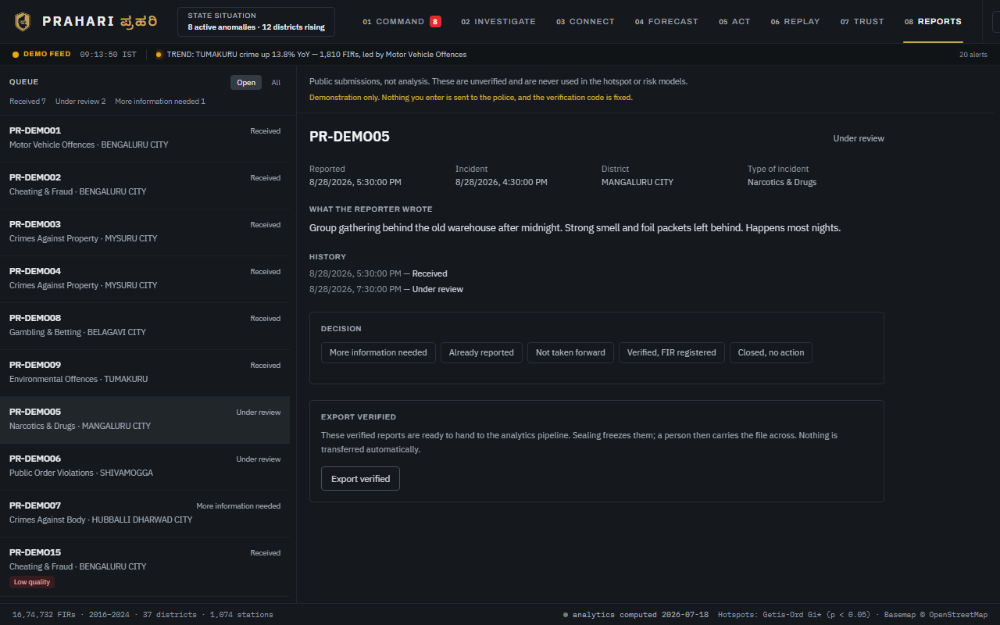 PRAHARI ಪ್ರಹರಿ
STATE SITUATION
8 active anomalies · 12 districts rising
01 COMMAND 8
02 INVESTIGATE
03 CONNECT
04 FORECAST
05 ACT
06 REPLAY
07 TRUST
08 REPORTS
DEMO FEED 09:13:50 IST
TREND: TUMAKURU crime up 13.8% YoY — 1,810 FIRs, led by Motor Vehicle Offences
20 alerts
QUEUE
Open All
Received 7 Under review 2 More information needed 1
PR-DEMO01 Received
Motor Vehicle Offences · BENGALURU CITY
PR-DEMO02 Received
Cheating & Fraud · BENGALURU CITY
PR-DEMO03 Received
Crimes Against Property · MYSURU CITY
PR-DEMO04 Received
Crimes Against Property · MYSURU CITY
PR-DEMO08 Received
Gambling & Betting · BELAGAVI CITY
PR-DEMO09 Received
Environmental Offences · TUMAKURU
PR-DEMO05 Under review
Narcotics & Drugs · MANGALURU CITY
PR-DEMO06 Under review
Public Order Violations · SHIVAMOGGA
PR-DEMO07 More information needed
Crimes Against Body · HUBBALLI DHARWAD CITY
PR-DEMO15 Received
Cheating & Fraud · BENGALURU CITY
Low quality
Public submissions, not analysis. These are unverified and are never used in the hotspot or risk models.
Demonstration only. Nothing you enter is sent to the police, and the verification code is fixed.
PR-DEMO05 Under review
Reported Incident District Type of incident
8/28/2026, 5:30:00 PM 8/28/2026, 4:30:00 PM MANGALURU CITY Narcotics & Drugs
WHAT THE REPORTER WROTE
Group gathering behind the old warehouse after midnight. Strong smell and foil packets left behind. Happens most nights.
HISTORY
8/28/2026, 5:30:00 PM — Received
8/28/2026, 7:30:00 PM — Under review
DECISION
More information needed Already reported Not taken forward Verified, FIR registered Closed, no action
EXPORT VERIFIED
These verified reports are ready to hand to the analytics pipeline. Sealing freezes them; a person then carries the file across. Nothing is
transferred automatically.
Export verified
16,74,732 FIRs · 2016—2024 · 37 districts · 1,074 stations
analytics computed 2026-07-18 Hotspots: Getis-Ord Gi* (p < 0.05) · Basemap © OpenStreetMap